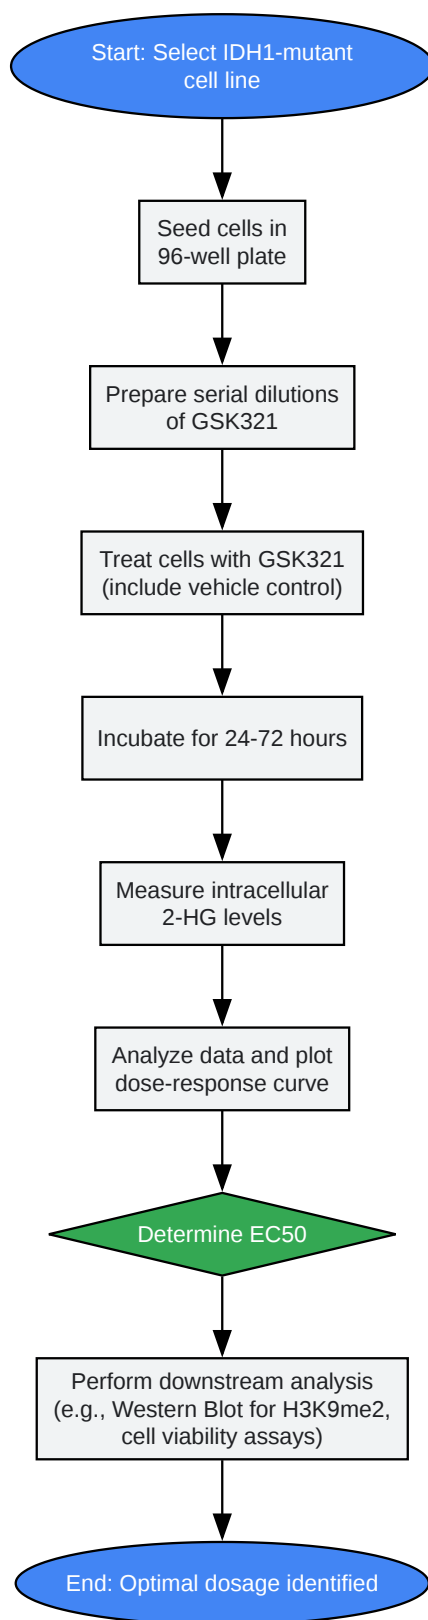 Start: Select IDH1-mutant
cell line
Seed cells in
96-well plate
Prepare serial dilutions
of GSK321
Treat cells with GSK321
(include vehicle control)
Incubate for 24-72 hours
Measure intracellular
2-HG levels
Analyze data and plot
dose-response curve
Determine EC50
Perform downstream analysis
(e.g., Western Blot for H3K9me2,
cell viability assays)
End: Optimal dosage identified